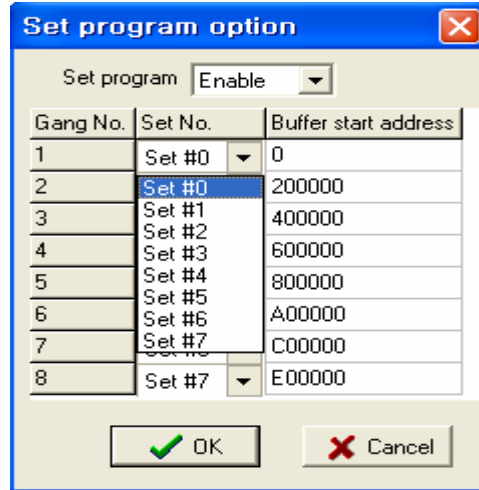 Set program option
Set program Enable
Gang No. Set No. Buffer start address
1 Set #0 0
2 Set #0 200000
3 Set #1 400000
Set #2
4 Set #3 600000
5 Set #4 800000
Set #5
6 Set #6 A00000
7 Set #7 C00000
8 Set #7 E00000
OK Cancel